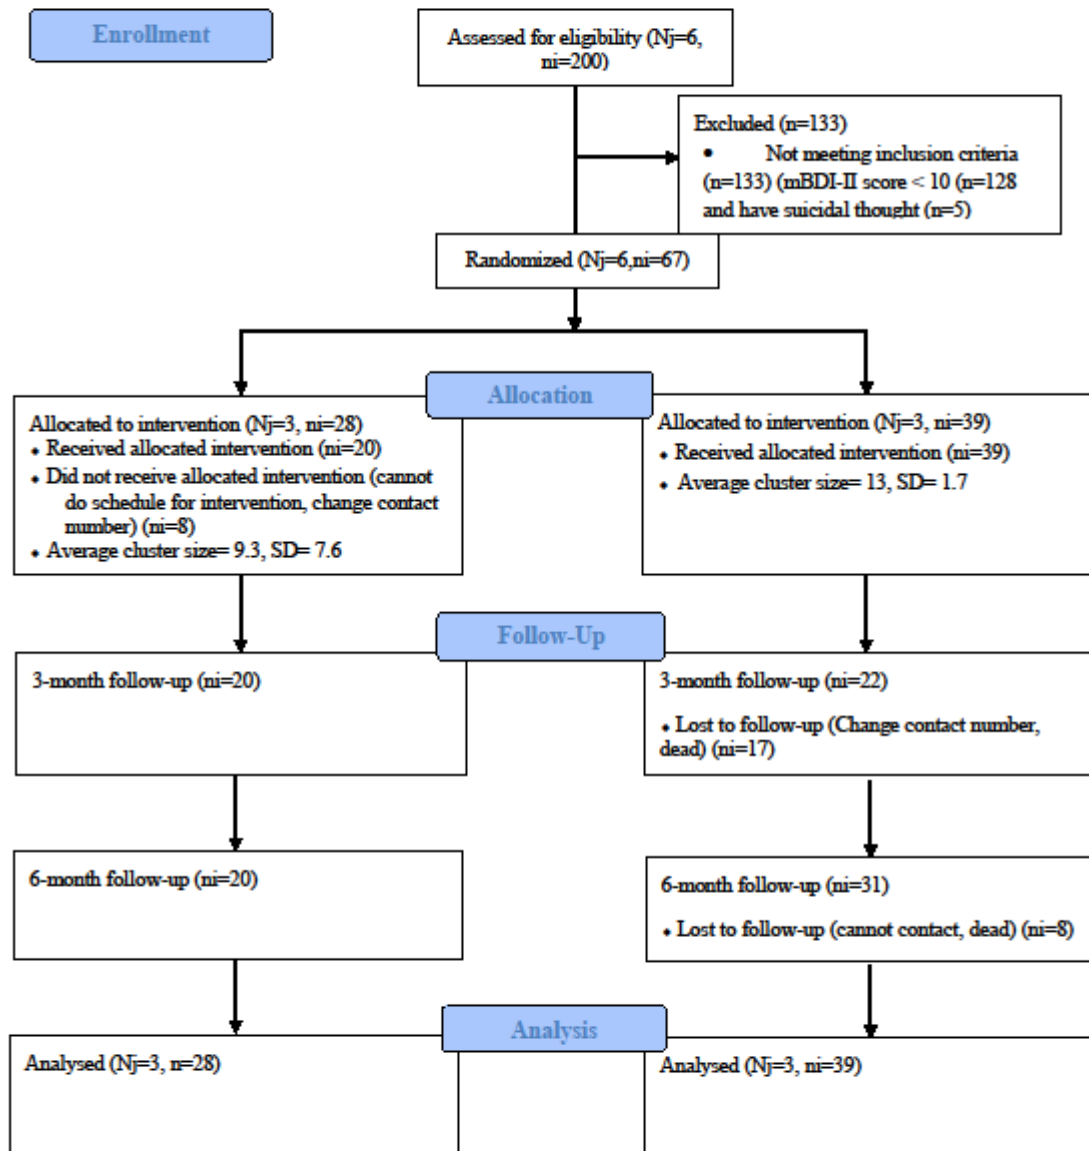 Enrollment
Assessed for eligibility (Nj=6,
ni=200)
Excluded (n=133)
• Not meeting inclusion criteria
(n=133) (mBDI-II score < 10 (n=128
and have suicidal thought (n=5)
Randomized (Nj=6,ni=67)
Allocation
Allocated to intervention (Nj=3, ni=28)
• Received allocated intervention (ni=20)
• Did not receive allocated intervention (cannot
do schedule for intervention, change contact
number) (ni=8)
• Average cluster size= 9.3, SD= 7.6
Allocated to intervention (Nj=3, ni=39)
• Received allocated intervention (ni=39)
• Average cluster size= 13, SD= 1.7
Follow-Up
3-month follow-up (ni=20)
3-month follow-up (ni=22)
• Lost to follow-up (Change contact number,
dead) (ni=17)
6-month follow-up (ni=20)
6-month follow-up (ni=31)
• Lost to follow-up (cannot contact, dead) (ni=8)
Analysis
Analysed (Nj=3, n=28)
Analysed (Nj=3, ni=39)